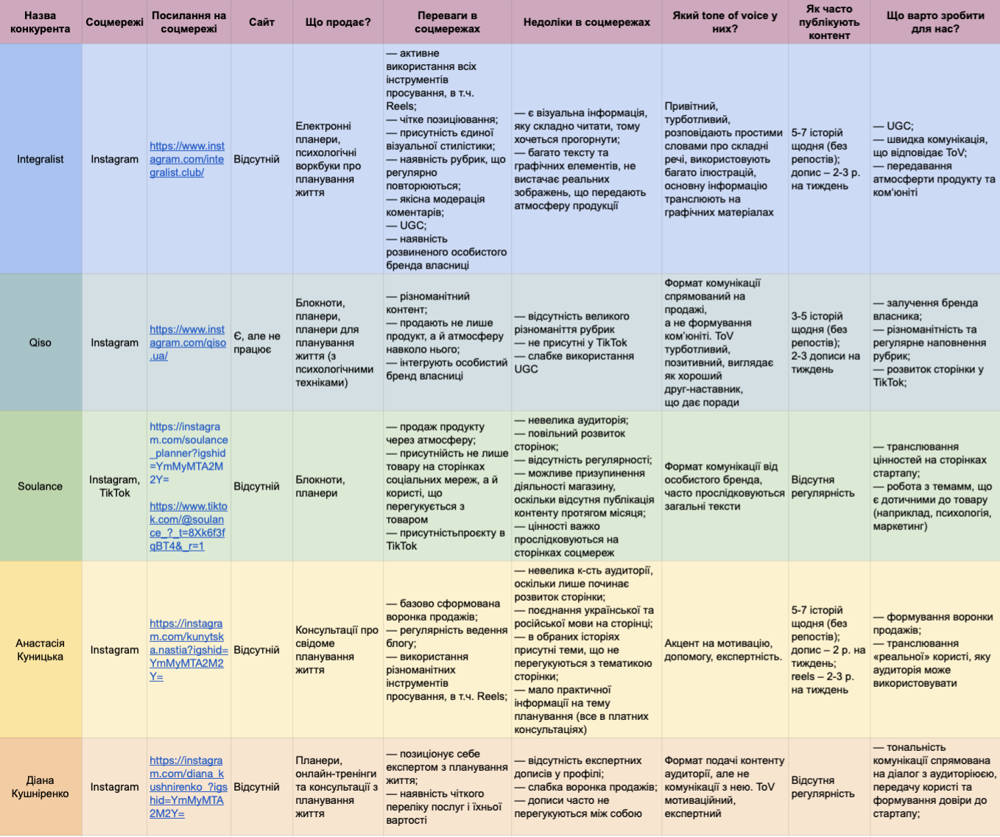 Назва
конкурента
Соцмережі
Посилання на
соцмережі
Сайт
Що продає?
Переваги в
соцмережах
Недоліки в соцмережах
Який tone of voice у
них?
Як часто
публікують
контент
Що варто зробити
для нас?
Integralist
Instagram
https://www.inst
agram.com/inte
gralist.club/
Відсутній
Електронні
планери,
психологічні
воркбуки про
планування
життя
— активне
використання всіх
інструментів
просування, в т.ч.
Reels;
— чітке позиціювання;
— присутність єдиної
візуальної стилістики;
— наявність рубрик, що
регулярно
повторюються;
— якісна модерація
коментарів;
— UGC;
— наявність
розвиненого особистого
бренда власниці
— є візуальна інформація,
яку складно читати, тому
хочеться прогорнути;
— багато тексту та
графічних елементів, не
вистачає реальних
зображень, що передають
атмосферу продукції
Привітний,
турботливий,
розповідають простими
словами про складні
речі, використовують
багато ілюстрацій,
основну інформацію
транслюють на
графічних матеріалах
5-7 історій
щодня (без
репостів);
допис – 2-3 р.
на тиждень
— UGC;
— швидка комунікація,
що відповідає ToV;
— передавання
атмосферти продукту та
ком‘юніті
Qiso
Instagram
https://www.inst
agram.com/qiso
.ua/
Є, але не
працює
Блокноти,
планери,
планери для
планування
життя (з
психологічними
техніками)
— різноманітний
контент;
— продають не лише
продукт, а й атмосферу
навколо нього;
— інтегрують особистий
бренд власниці
— відсутність великого
різноманіття рубрик
— не присутні у TikTok
— слабке використання
UGC
Формат комунікації
спрямований на
продажі,
а не формування
ком’юніті. ToV
турботливий,
позитивний, виглядає
як хороший
друг-наставник,
що дає поради
3-5 історій
щодня (без
репостів);
2-3 дописи на
тиждень
— залучення бренда
власника;
— різноманітність та
регулярне наповнення
рубрик;
— розвиток сторінки у
TikTok;
Soulance
Instagram,
TikTok
https://instagra
m.com/soulance
_planner?igshid
=YmMyMTA2M
2Y=
https://www.tikto
k.com/@soulan
ce_?_t=8Xk6f3f
qBT4&_r=1
Відсутній
Блокноти,
планери
— продаж продукту
через атмосферу;
— присутнійсть не лише
товару на сторінках
соціальних мереж, а й
користі, що
перегукується з
товаром
— присутністьпроєкту в
TikTok
— невелика аудиторія;
— повільний розвиток
сторінок;
— відсутність регулярності;
— можливе призупинення
діяльності магазину,
оскільки відсутня публікація
контенту протягом місяця;
— цінності важко
прослідковуються на
сторінках соцмереж
Формат комунікації від
особистого бренда,
часто прослідковуються
загальні тексти
Відсутня
регулярність
— транслювання
цінностей на сторінках
стартапу;
— робота з темамм, що
є дотичними до товару
(наприклад, психологія,
маркетинг)
Анастасія
Куницька
Instagram
https://instagra
m.com/kunytsk
a.nastia?igshid=
YmMyMTA2M2
Y=
Відсутній
Консультації про
свідоме
планування
життя
— базово сформована
воронка продажів;
— регулярність ведення
блогу;
— використання
різноманітних
інструментів
просування, в т.ч. Reels;
— невелика к-сть аудиторії,
оскільки лише починає
розвиток сторінки;
— поєднання української та
російської мови на сторінці;
— в обраних історіях
присутні теми, що не
перегукуються з тематикою
сторінки;
— мало практичної
інформації на тему
планування (все в платних
консультаціях)
Акцент на мотивацію,
допомогу, експертність.
5-7 історій
щодня (без
репостів);
допис – 2 р. на
тиждень;
reels – 2-3 р.
на тиждень
— формування воронки
продажів;
— транслювання
«реальної» користі, яку
аудиторія може
використовувати
Діана
Кушніренко
Instagram
https://instagra
m.com/diana_k
ushnirenko_?igs
hid=YmMyMTA
2M2Y=
Відсутній
Планери,
онлайн-тренінги
та консультації з
планування
життя
— позиціонує себе
експертом з планування
життя;
— наявність чіткого
переліку послуг і їхньої
вартості
— відсутність експертних
дописів у профілі;
— слабка воронка продажів;
— дописи часто не
перегукуються між собою
Формат подачі контенту
аудиторії, але не
комунікації з нею. ToV
мотиваційний,
експертний
Відсутня
регулярність
— тональність
комунікації спрямована
на діалог з аудиторіюєю,
передачу користі та
формування довіри до
стартапу;